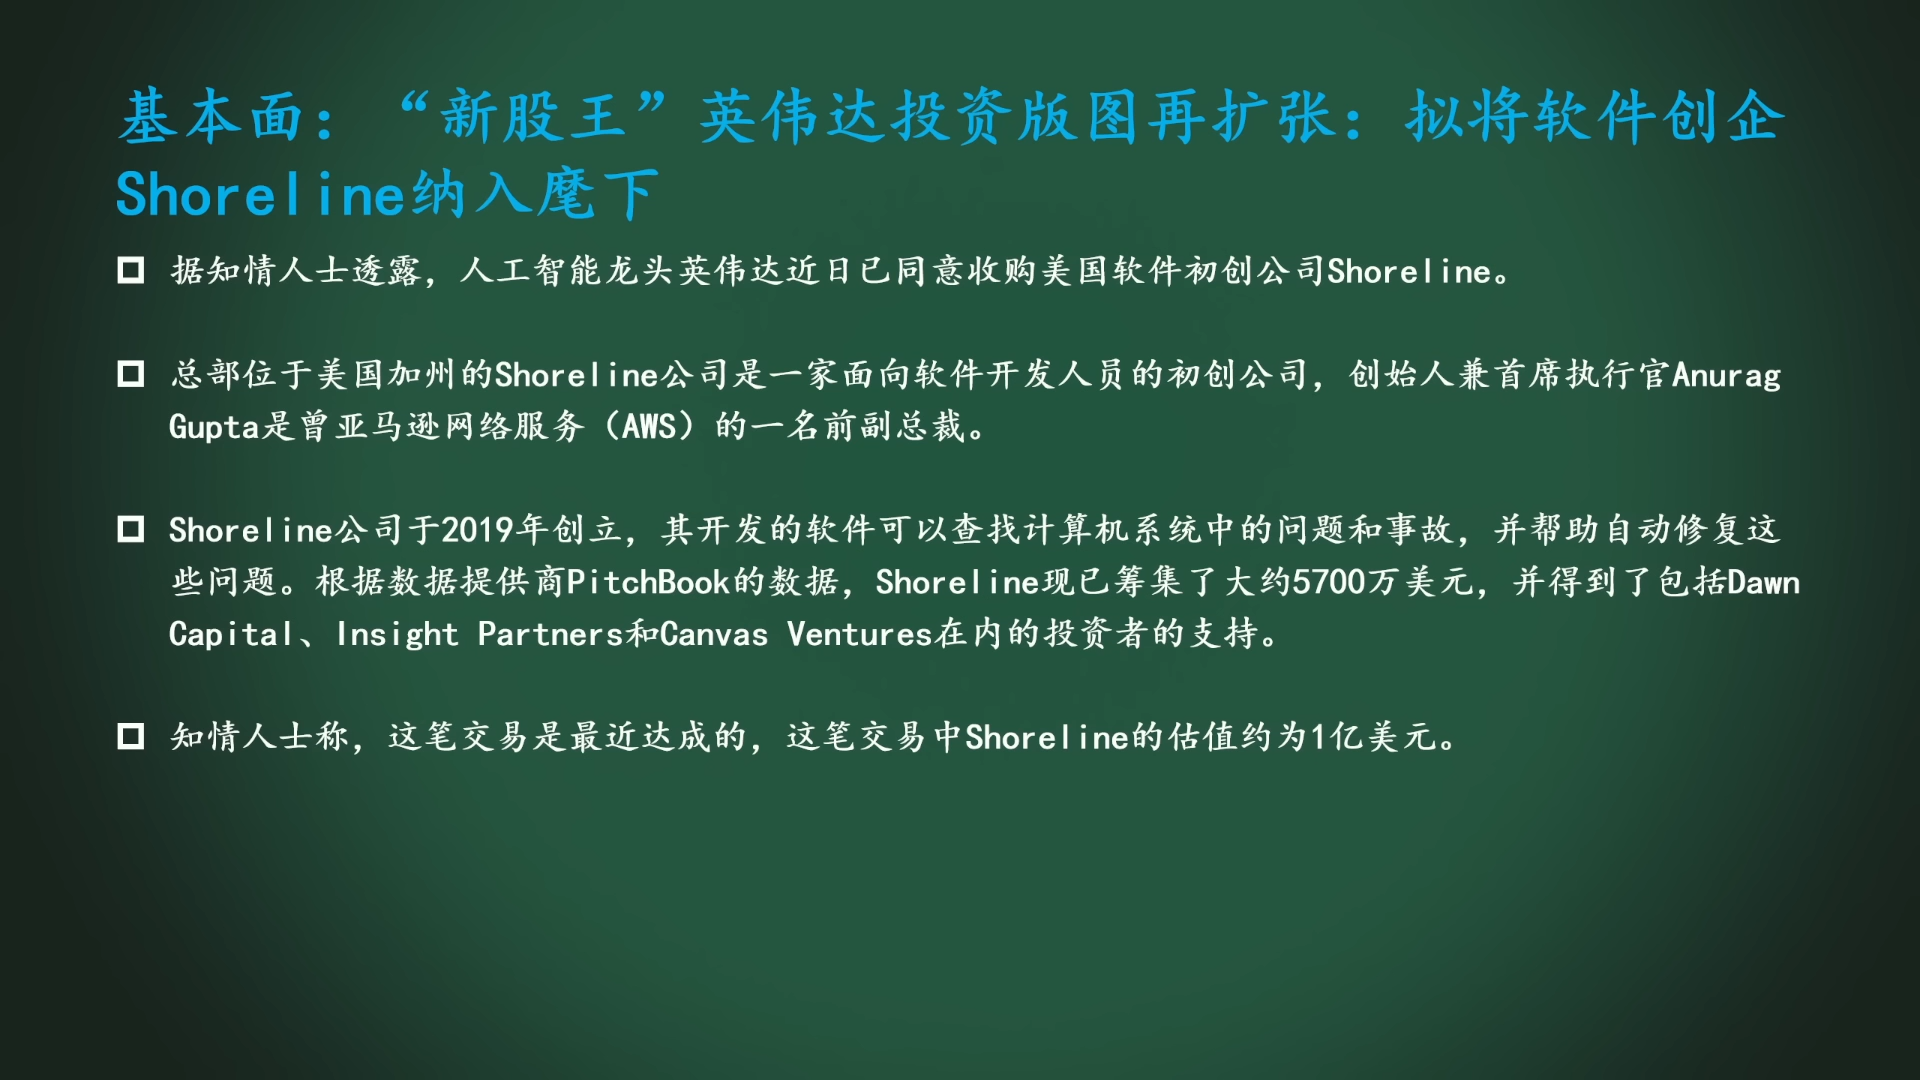 基本面：“新股王”英伟达投资版图再扩张：拟将软件创企
Shoreline纳入麾下
据知情人士透露，人工智能龙头英伟达近日已同意收购美国软件初创公司Shoreline。
总部位于美国加州的Shoreline公司是一家面向软件开发人员的初创公司，创始人兼首席执行官Anurag
Gupta是曾亚马逊网络服务（AWS）的一名前副总裁。
Shoreline公司于2019年创立，其开发的软件可以查找计算机系统中的问题和事故，并帮助自动修复这
些问题。根据数据提供商PitchBook的数据，Shoreline现已筹集了大约5700万美元，并得到了包括Dawn
Capital、Insight Partners和Canvas Ventures在内的投资者的支持。
知情人士称，这笔交易是最近达成的，这笔交易中Shoreline的估值约为1亿美元。